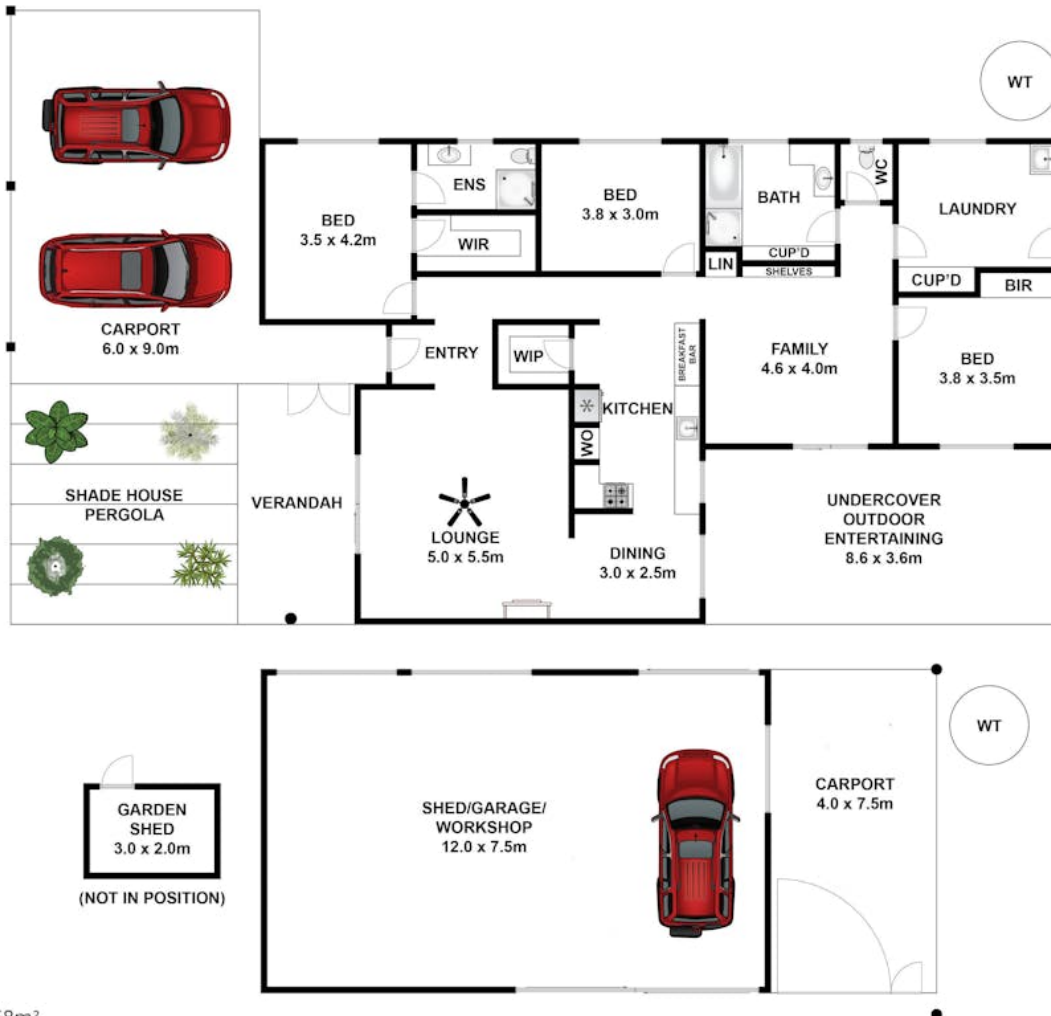 WT
ENS
BED
3.5 x 4.2m
WIR
BED
3.8 x 3.0m
BATH
WC
LAUNDRY
CUP'D
LIN
SHELVES
CUP'D
BIR
CARPORT
6.0 x 9.0m
ENTRY
WIP
BREAKFAST
BAR
FAMILY
4.6 x 4.0m
BED
3.8 x 3.5m
KITCHEN
WO
SHADE HOUSE
PERGOLA
VERANDAH
LOUNGE
5.0 x 5.5m
DINING
3.0 x 2.5m
UNDERCOVER
OUTDOOR
ENTERTAINING
8.6 x 3.6m
WT
GARDEN
SHED
3.0 x 2.0m
(NOT IN POSITION)
SHED/GARAGE/
WORKSHOP
12.0 x 7.5m
CARPORT
4.0 x 7.5m